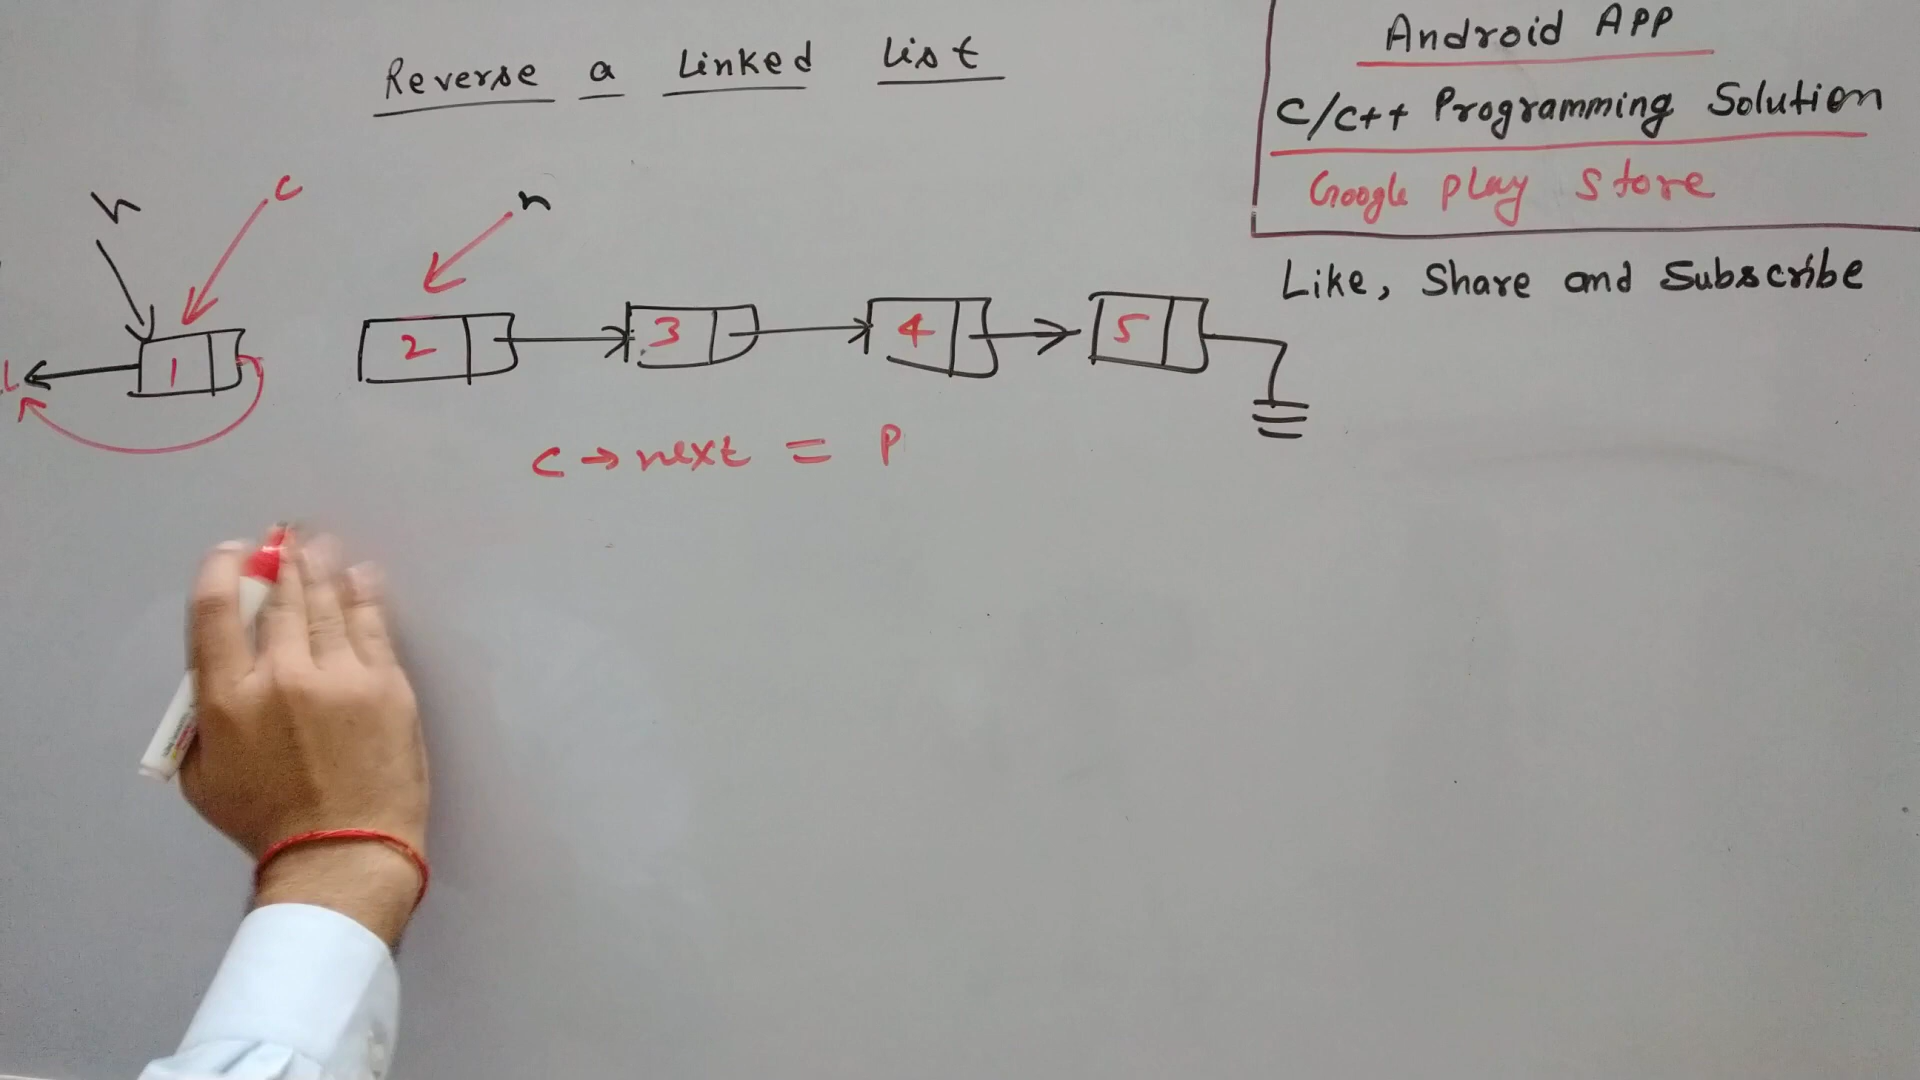 Reverse a Linked List
Android APP
C/C++ Programming Solution
Google Play Store
Like, Share and Subscribe
h c n
1 2 3 4 5
L
c → next = P